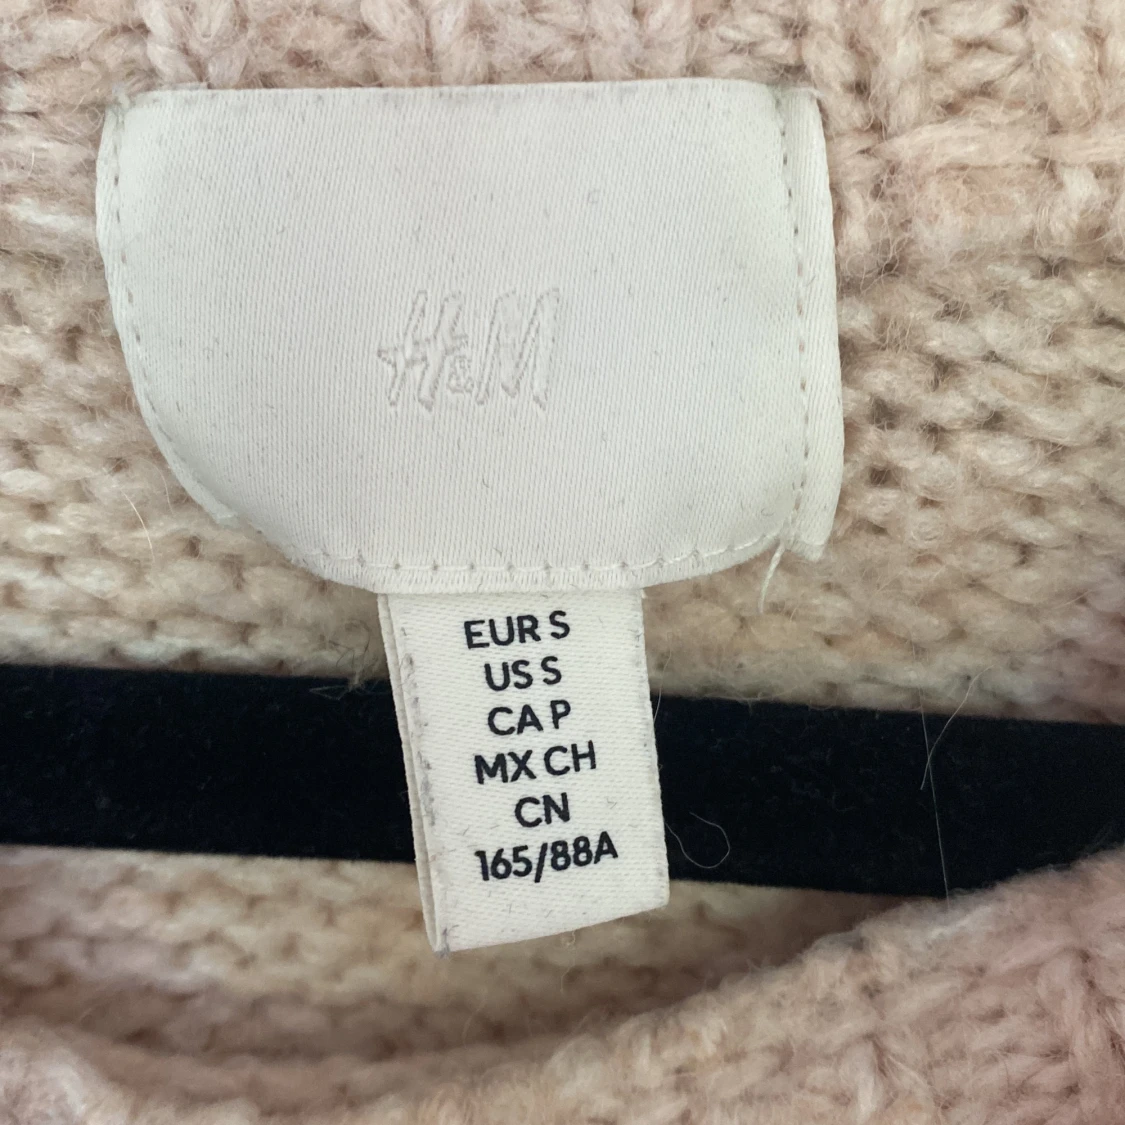 H&M
EUR S
US S
CA P
MX CH
CN
165/88A